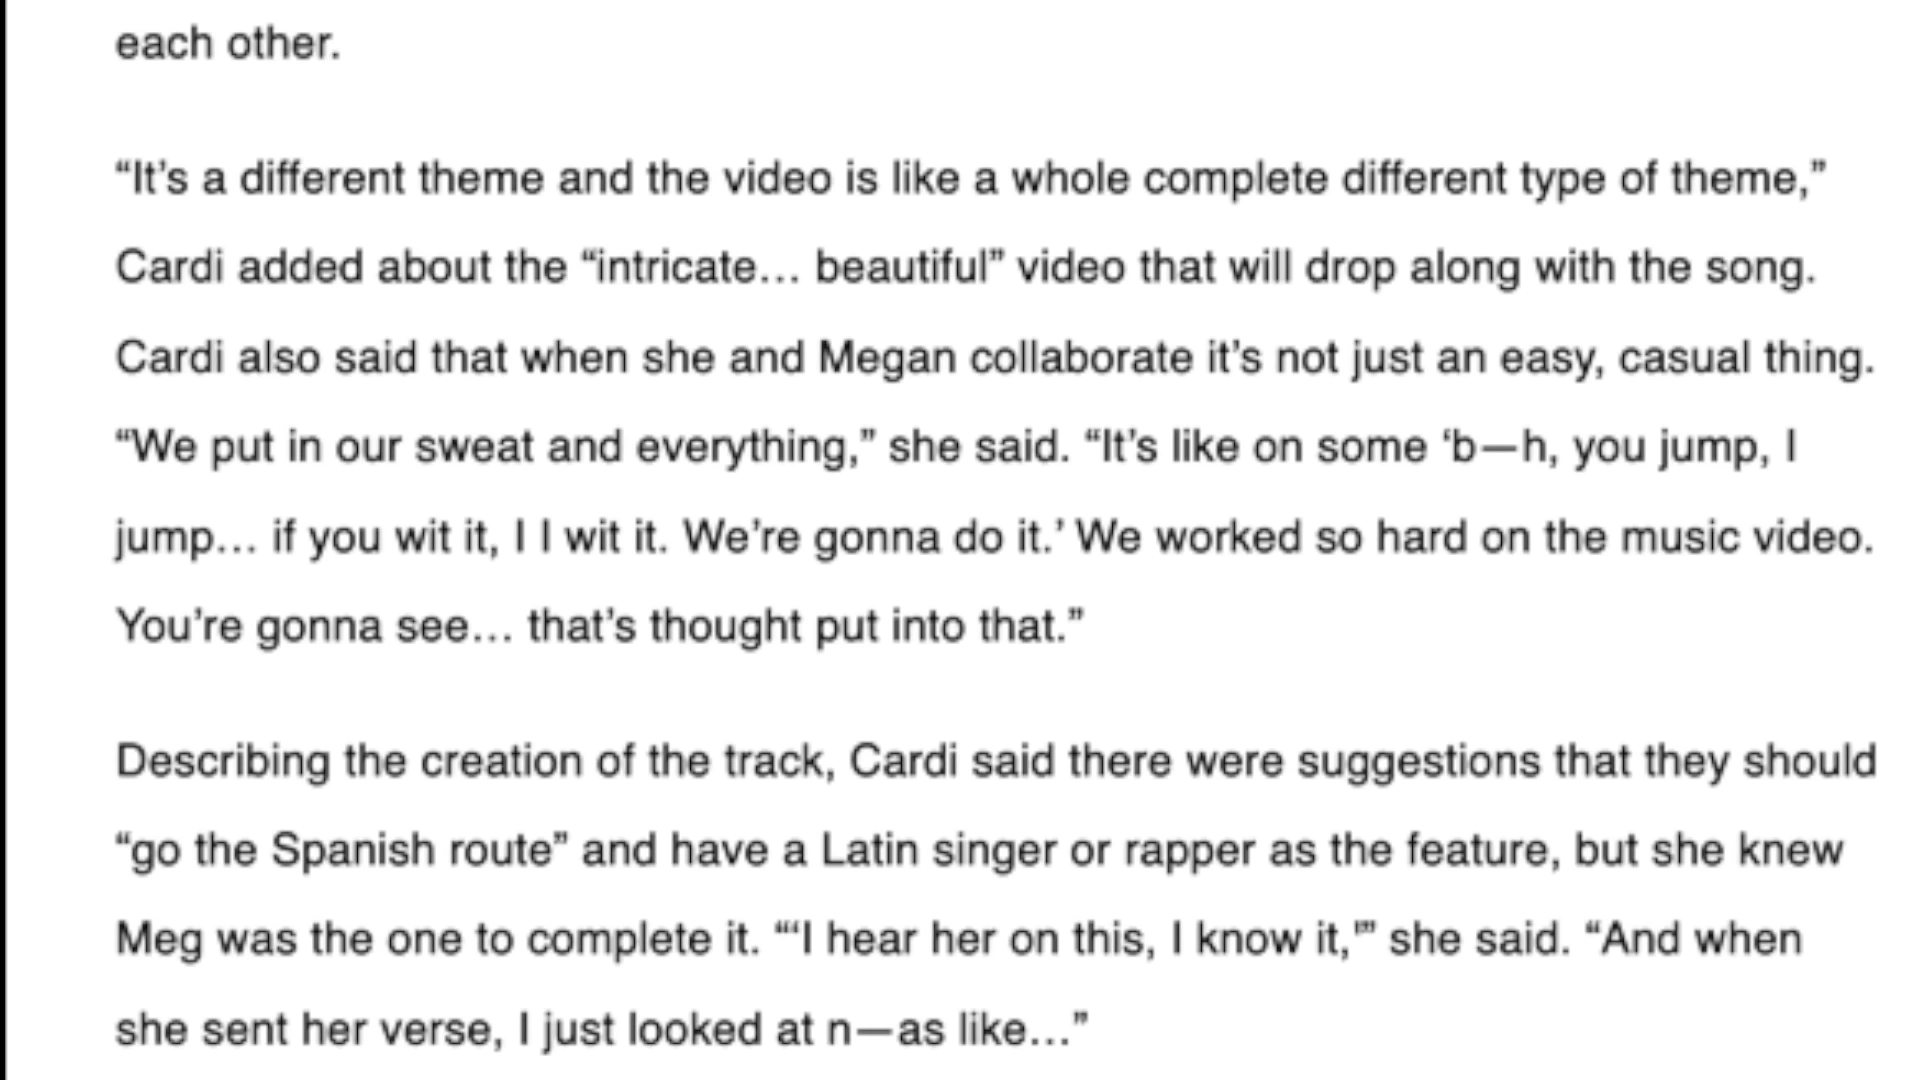 each other.
“It’s a different theme and the video is like a whole complete different type of theme,”
Cardi added about the “intricate… beautiful” video that will drop along with the song.
Cardi also said that when she and Megan collaborate it’s not just an easy, casual thing.
“We put in our sweat and everything,” she said. “It’s like on some ‘b—h, you jump, I
jump… if you wit it, I I wit it. We’re gonna do it.’ We worked so hard on the music video.
You’re gonna see… that’s thought put into that.”
Describing the creation of the track, Cardi said there were suggestions that they should
“go the Spanish route” and have a Latin singer or rapper as the feature, but she knew
Meg was the one to complete it. “‘I hear her on this, I know it,’” she said. “And when
she sent her verse, I just looked at n—as like…”